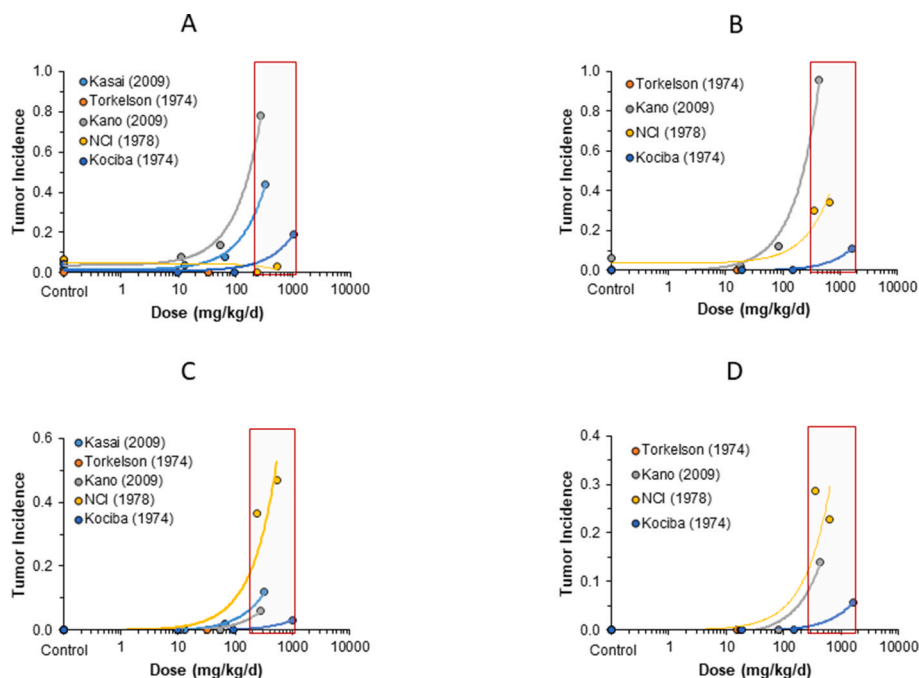 A
1.0
0.8
0.6
0.4
0.2
0.0
Tumor Incidence
Kasai (2009)
Torkelson (1974)
Kano (2009)
NCI (1978)
Kociba (1974)
Control
1
10
100
1000
10000
Dose (mg/kg/d)
B
1.0
0.8
0.6
0.4
0.2
0.0
Tumor Incidence
Torkelson (1974)
Kano (2009)
NCI (1978)
Kociba (1974)
Control
1
10
100
1000
10000
Dose (mg/kg/d)
C
0.6
0.4
0.2
0.0
Tumor Incidence
Kasai (2009)
Torkelson (1974)
Kano (2009)
NCI (1978)
Kociba (1974)
Control
1
10
100
1000
10000
Dose (mg/kg/d)
D
0.4
0.3
0.2
0.1
0.0
Tumor Incidence
Torkelson (1974)
Kano (2009)
NCI (1978)
Kociba (1974)
Control
1
10
100
1000
10000
Dose (mg/kg/d)